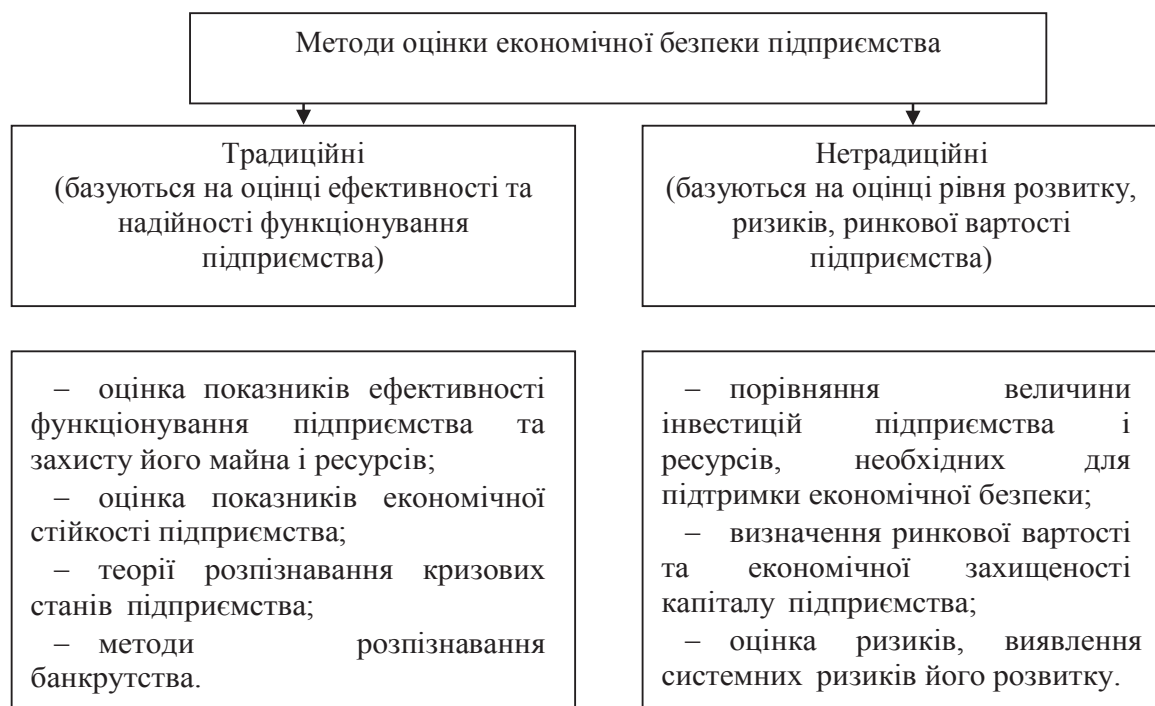 Методи оцінки економічної безпеки підприємства
Традиційні
(базуються на оцінці ефективності та
надійності функціонування
підприємства)
Нетрадиційні
(базуються на оцінці рівня розвитку,
ризиків, ринкової вартості
підприємства)
– оцінка показників ефективності
функціонування підприємства та
захисту його майна і ресурсів;
– оцінка показників економічної
стійкості підприємства;
– теорії розпізнавання кризових
станів підприємства;
– методи розпізнавання
банкрутства.
– порівняння величини
інвестицій підприємства і
ресурсів, необхідних для
підтримки економічної безпеки;
– визначення ринкової вартості
та економічної захищеності
капіталу підприємства;
– оцінка ризиків, виявлення
системних ризиків його розвитку.